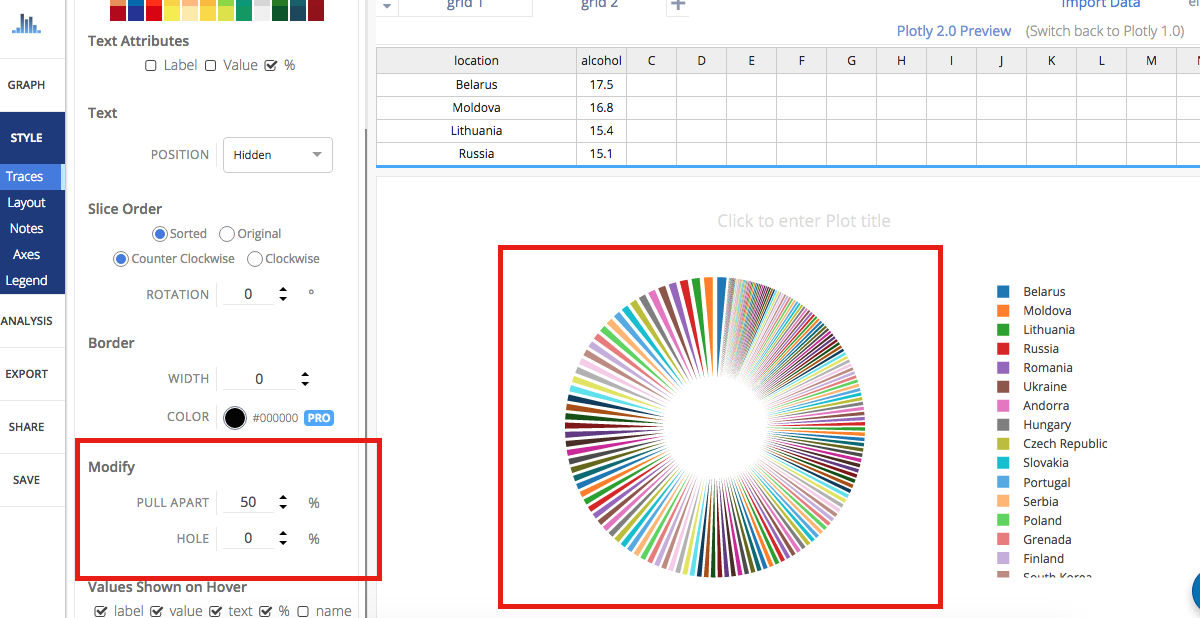 grid 1 grid 2 +
Import Data
Plotly 2.0 Preview (Switch back to Plotly 1.0)
GRAPH
STYLE
Traces
Layout
Notes
Axes
Legend
ANALYSIS
EXPORT
SHARE
SAVE
Text Attributes
Label Value %
Text
POSITION Hidden
Slice Order
Sorted Original
Counter Clockwise Clockwise
ROTATION 0 °
Border
WIDTH 0
COLOR #000000 PRO
Modify
PULL APART 50 %
HOLE 0 %
Values Shown on Hover
label value text % name
location alcohol C D E F G H I J K L M
Belarus 17.5
Moldova 16.8
Lithuania 15.4
Russia 15.1
Click to enter Plot title
Belarus
Moldova
Lithuania
Russia
Romania
Ukraine
Andorra
Hungary
Czech Republic
Slovakia
Portugal
Serbia
Poland
Grenada
Finland
South Korea